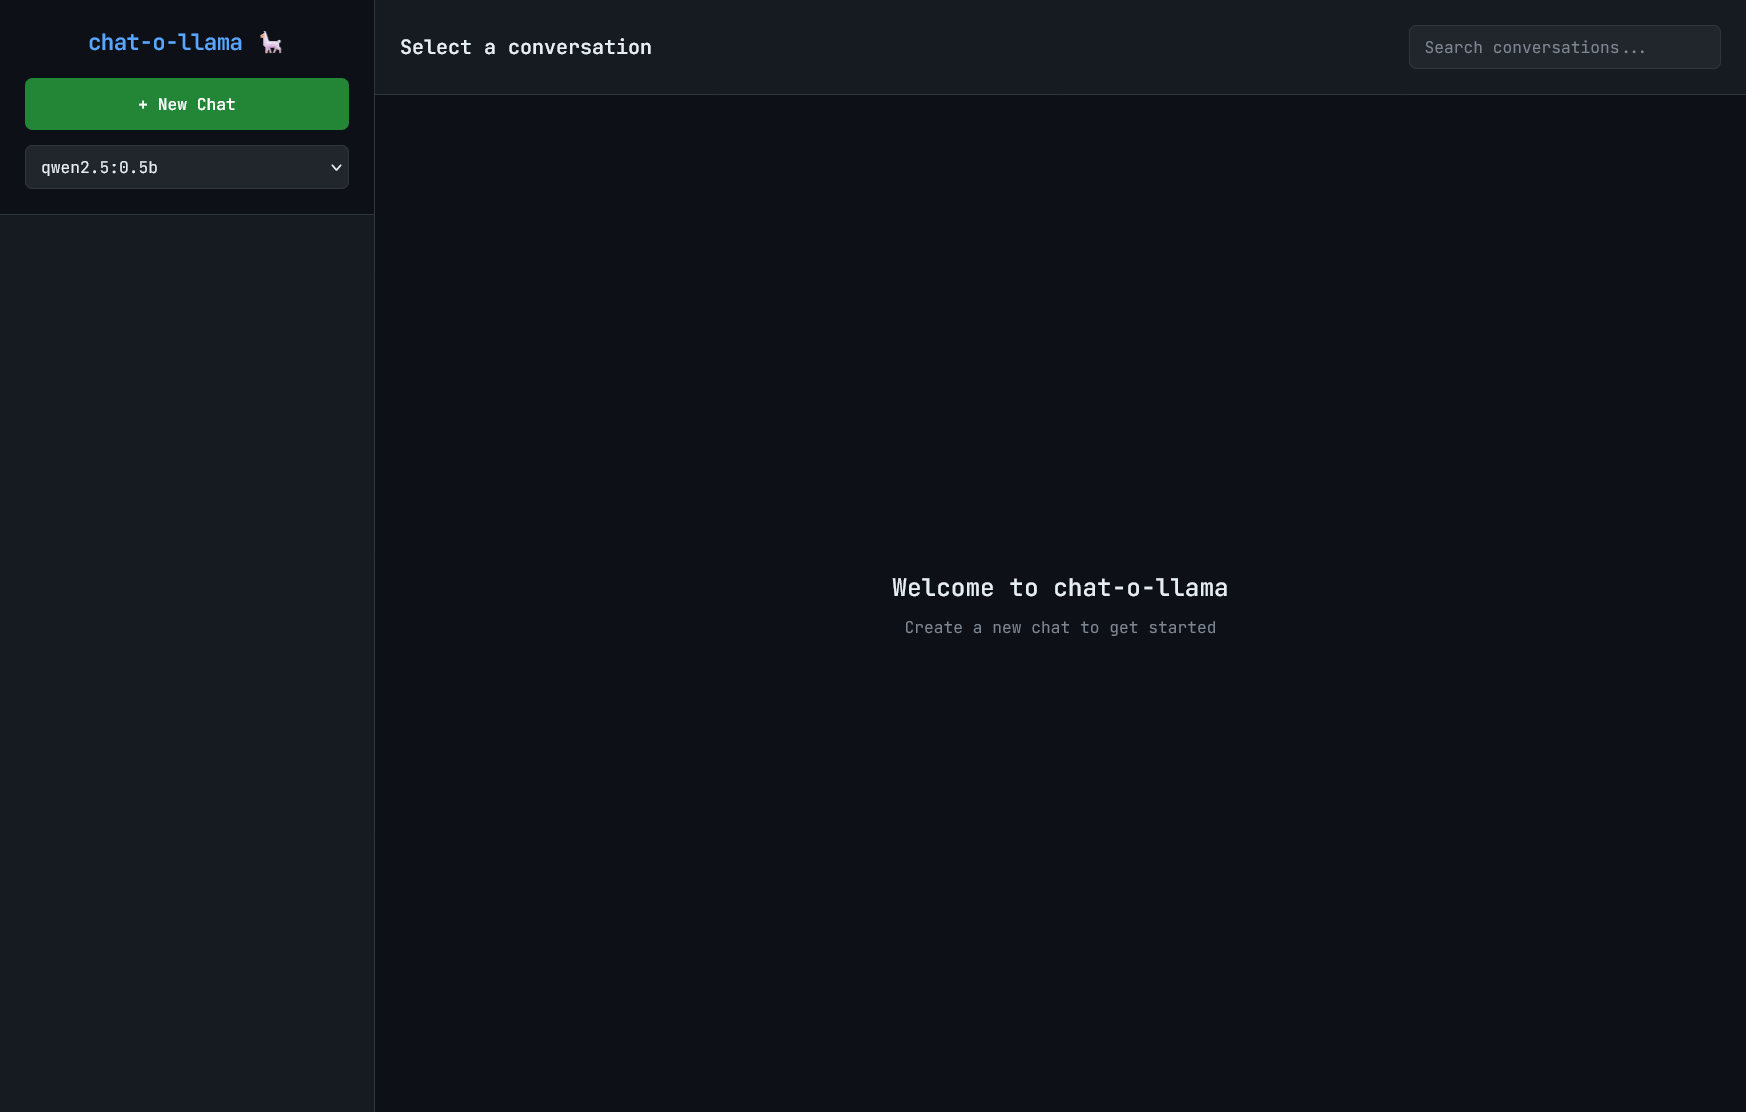 chat-o-llama 🦙
+ New Chat
qwen2.5:0.5b
Select a conversation
Search conversations...
Welcome to chat-o-llama
Create a new chat to get started